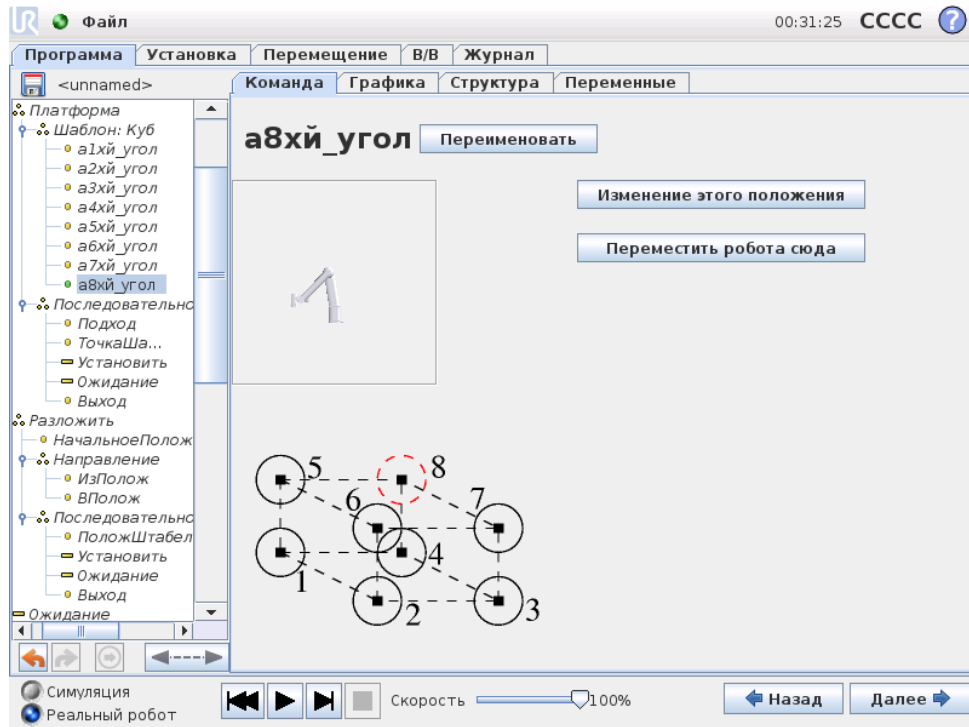 UR Файл 00:31:25 CCCC ?
Программа Установка Перемещение В/В Журнал
<unnamed> Команда Графика Структура Переменные
Платформа
Шаблон: Куб
а1хй_угол
а2хй_угол
а3хй_угол
а4хй_угол
а5хй_угол
а6хй_угол
а7хй_угол
а8хй_угол
Последовательно
Подход
ТочкаШа...
Установить
Ожидание
Выход
Разложить
НачальноеПолож
Направление
ИзПолож
ВПолож
Последовательно
ПоложШтабел
Установить
Ожидание
Выход
Ожидание
а8хй_угол Переименовать
Изменение этого положения
Переместить робота сюда
5 8
6 7
1 4
2 3
Симуляция
Реальный робот
Скорость 100%
Назад Далее